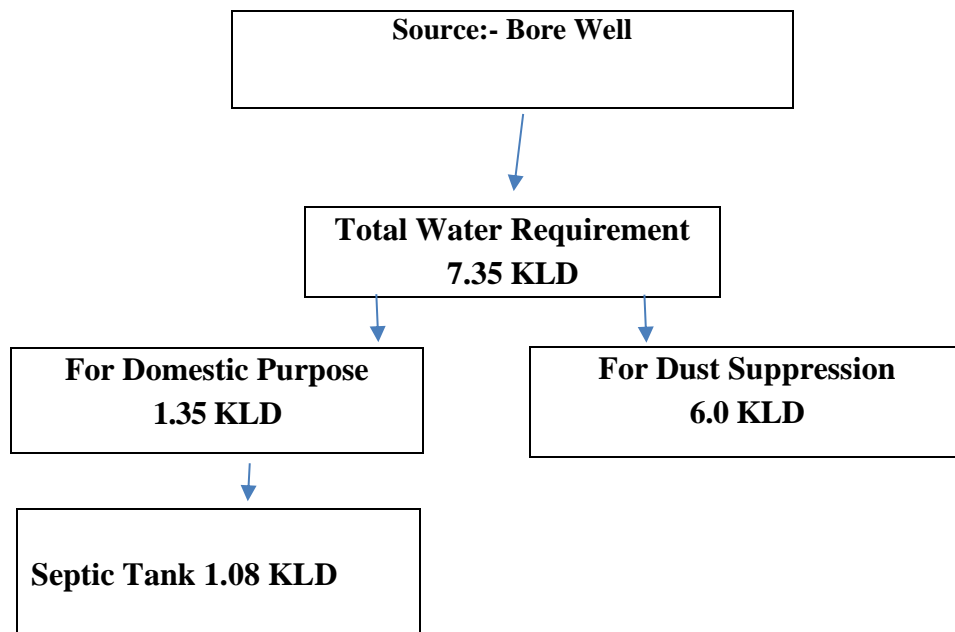 Source:- Bore Well
Total Water Requirement
7.35 KLD
For Domestic Purpose
1.35 KLD
For Dust Suppression
6.0 KLD
Septic Tank 1.08 KLD